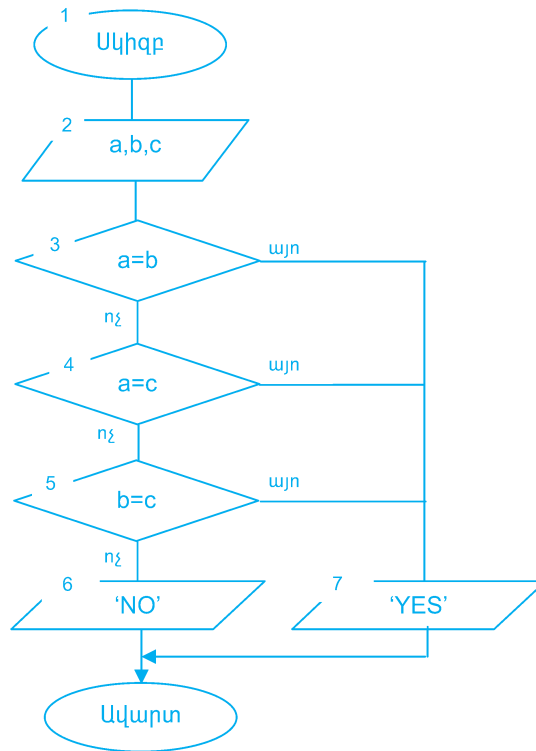 1
Սկիզբ
2
a,b,c
3
a=b
այո
ոչ
4
a=c
այո
ոչ
5
b=c
այո
ոչ
6
‘NO’
7
‘YES’
Ավարտ